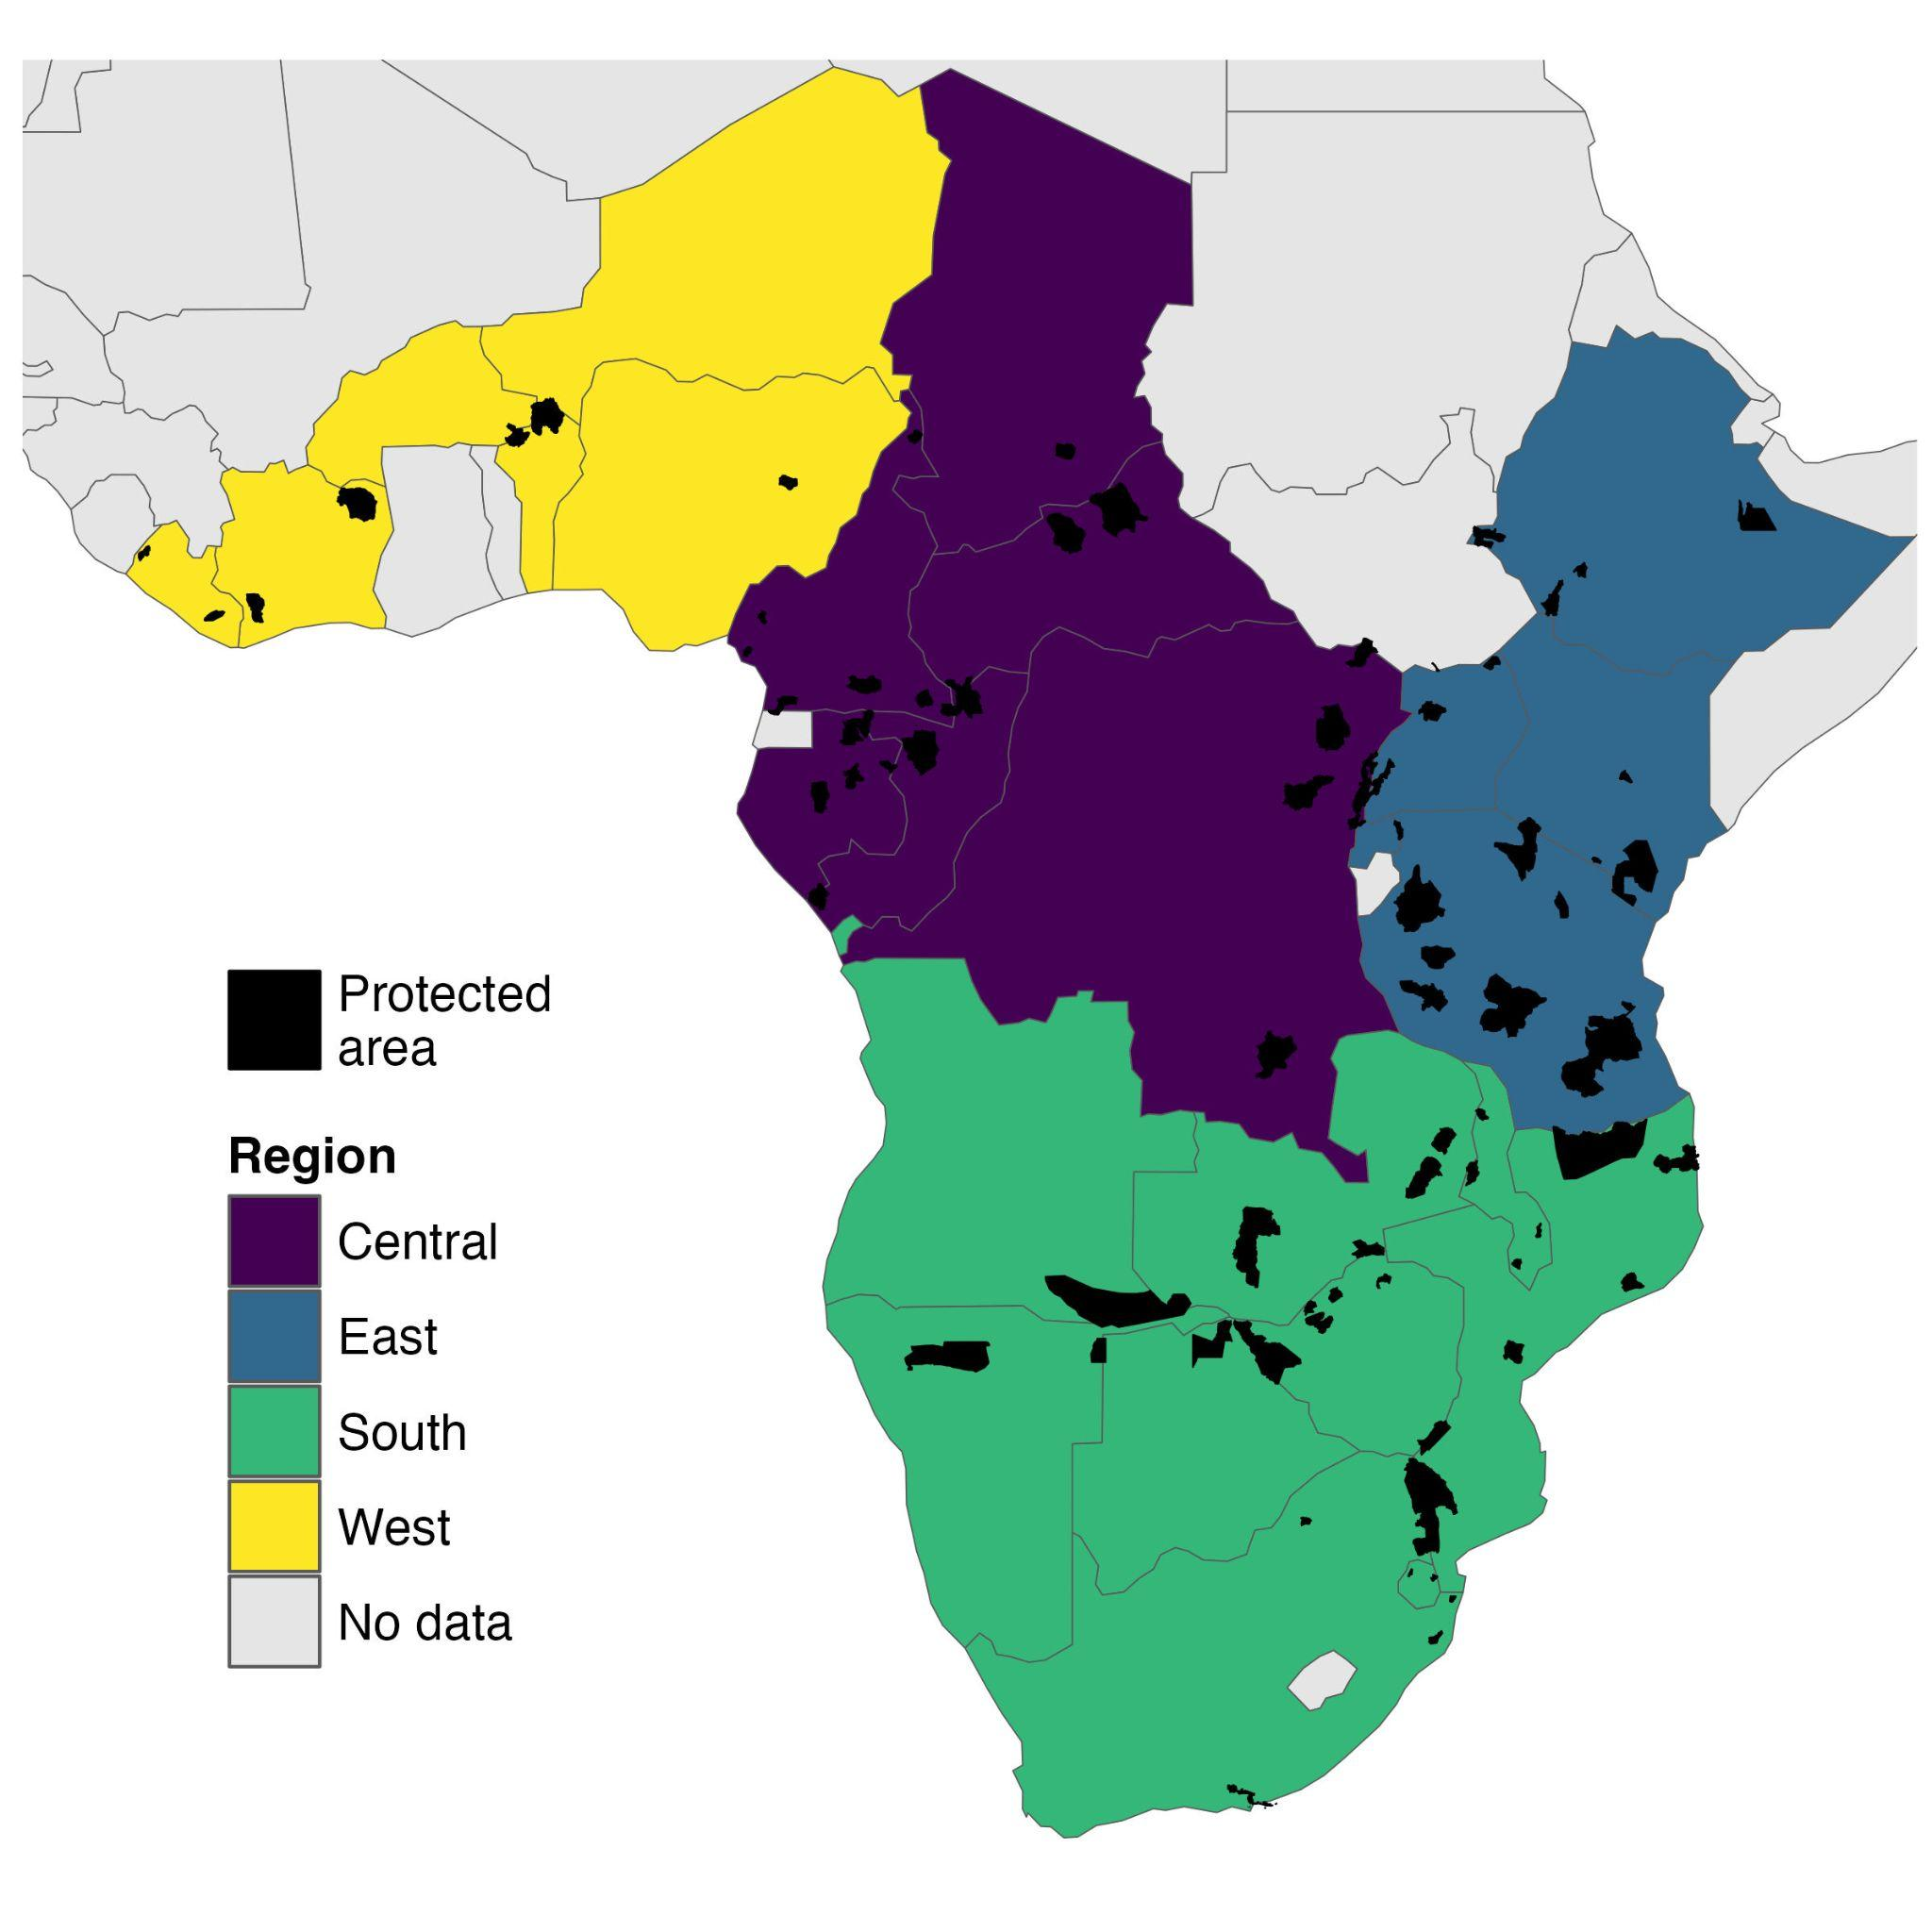 Protected
area
Region
Central
East
South
West
No data